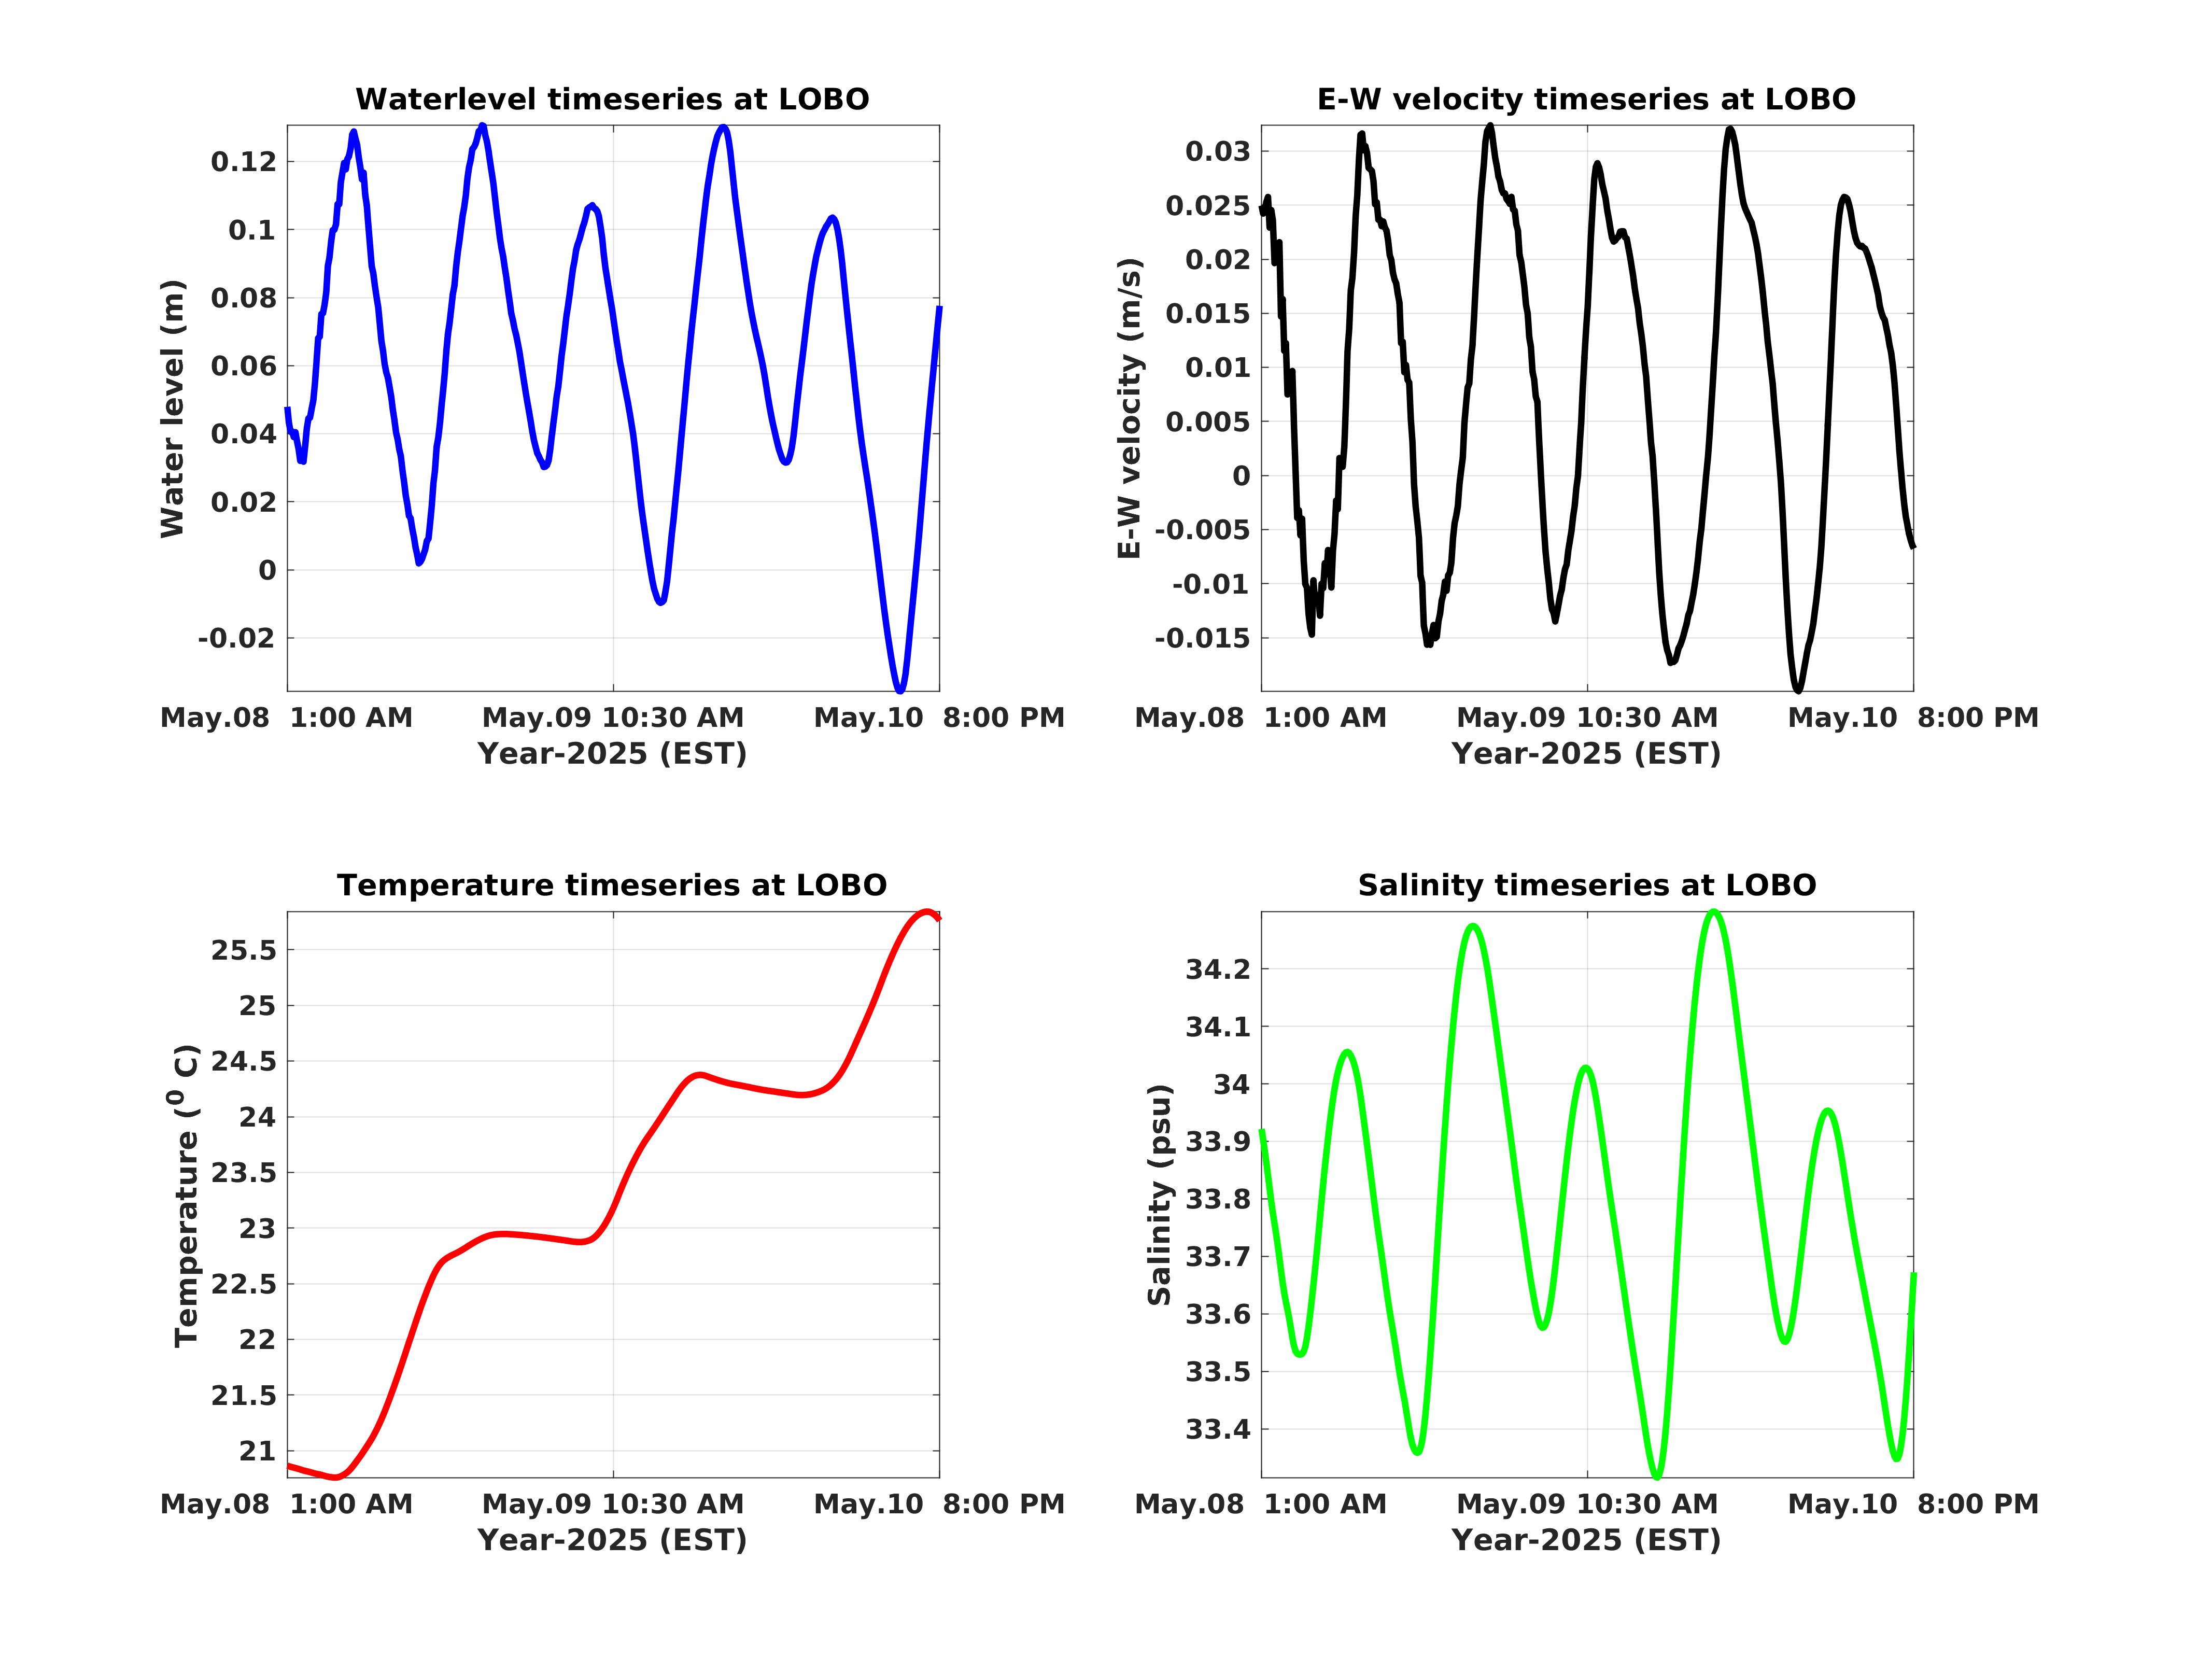 Waterlevel timeseries at LOBO
Water level (m)
0.12
0.1
0.08
0.06
0.04
0.02
0
-0.02
May.08 1:00 AM May.09 10:30 AM May.10 8:00 PM
Year-2025 (EST)
E-W velocity timeseries at LOBO
E-W velocity (m/s)
0.03
0.025
0.02
0.015
0.01
0.005
0
-0.005
-0.01
-0.015
May.08 1:00 AM May.09 10:30 AM May.10 8:00 PM
Year-2025 (EST)
Temperature timeseries at LOBO
Temperature (⁰ C)
25.5
25
24.5
24
23.5
23
22.5
22
21.5
21
May.08 1:00 AM May.09 10:30 AM May.10 8:00 PM
Year-2025 (EST)
Salinity timeseries at LOBO
Salinity (psu)
34.2
34.1
34
33.9
33.8
33.7
33.6
33.5
33.4
May.08 1:00 AM May.09 10:30 AM May.10 8:00 PM
Year-2025 (EST)